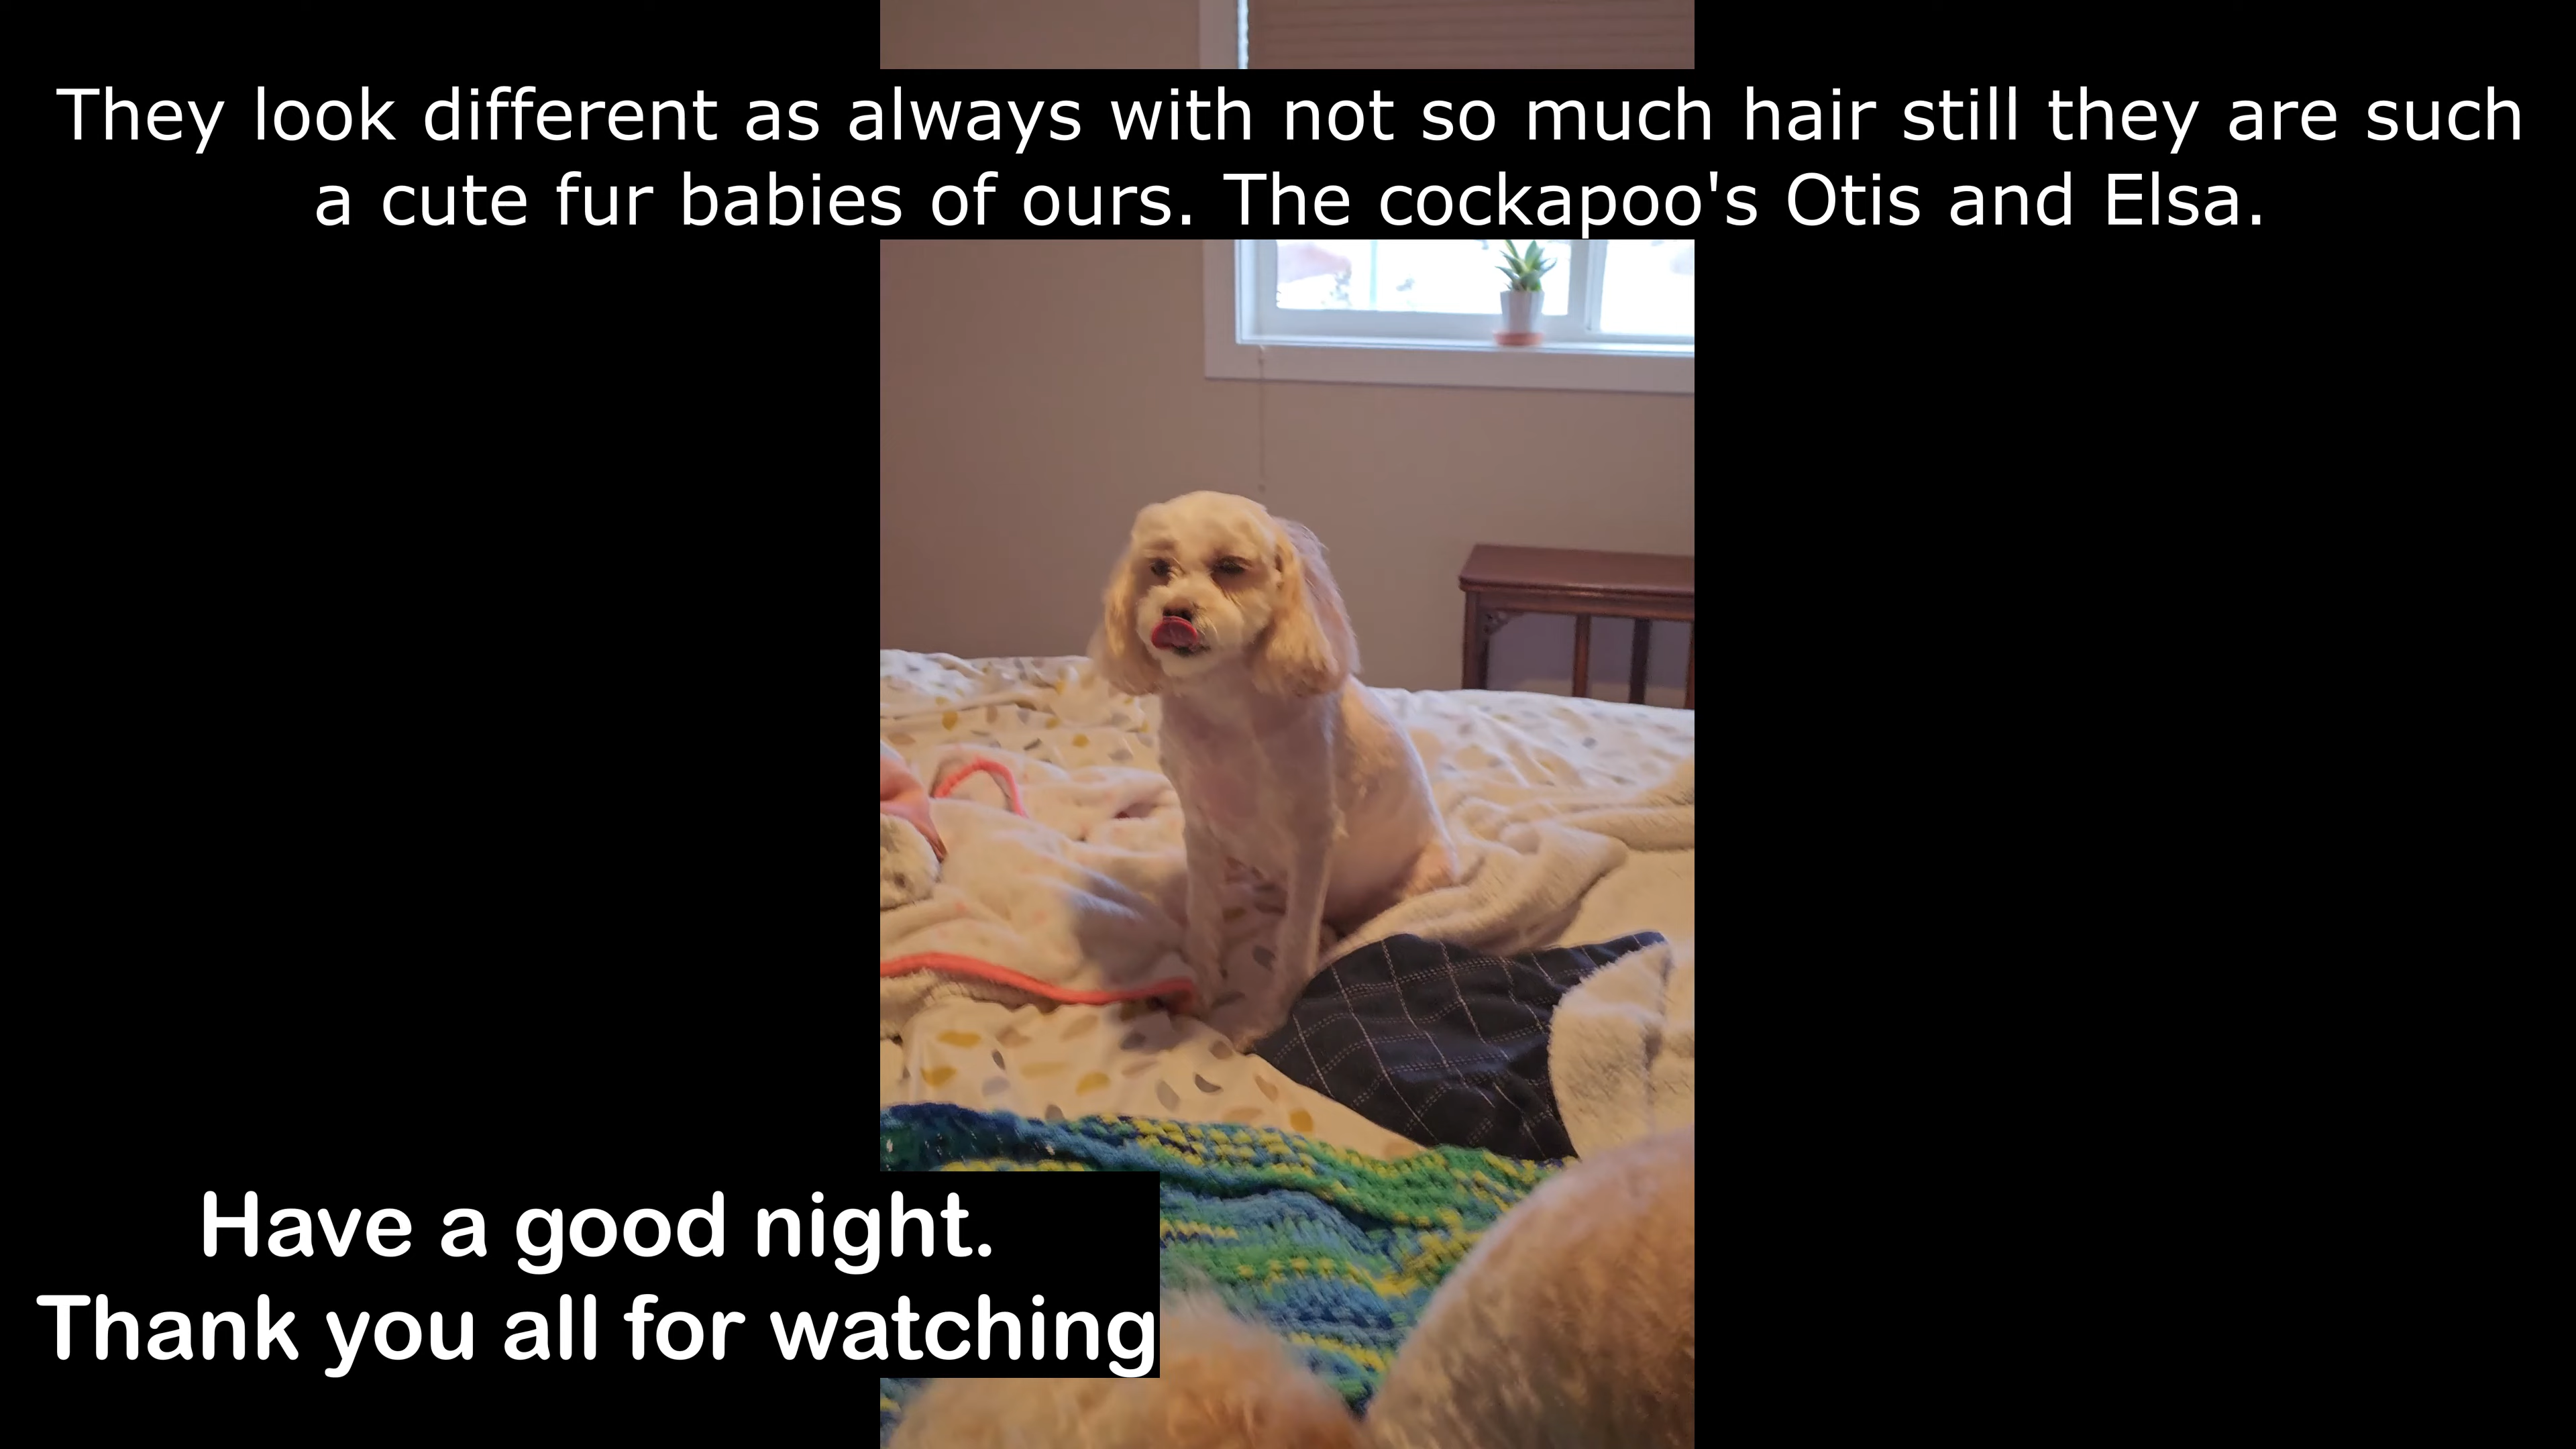 They look different as always with not so much hair still they are such
a cute fur babies of ours. The cockapoo's Otis and Elsa.
Have a good night.
Thank you all for watching